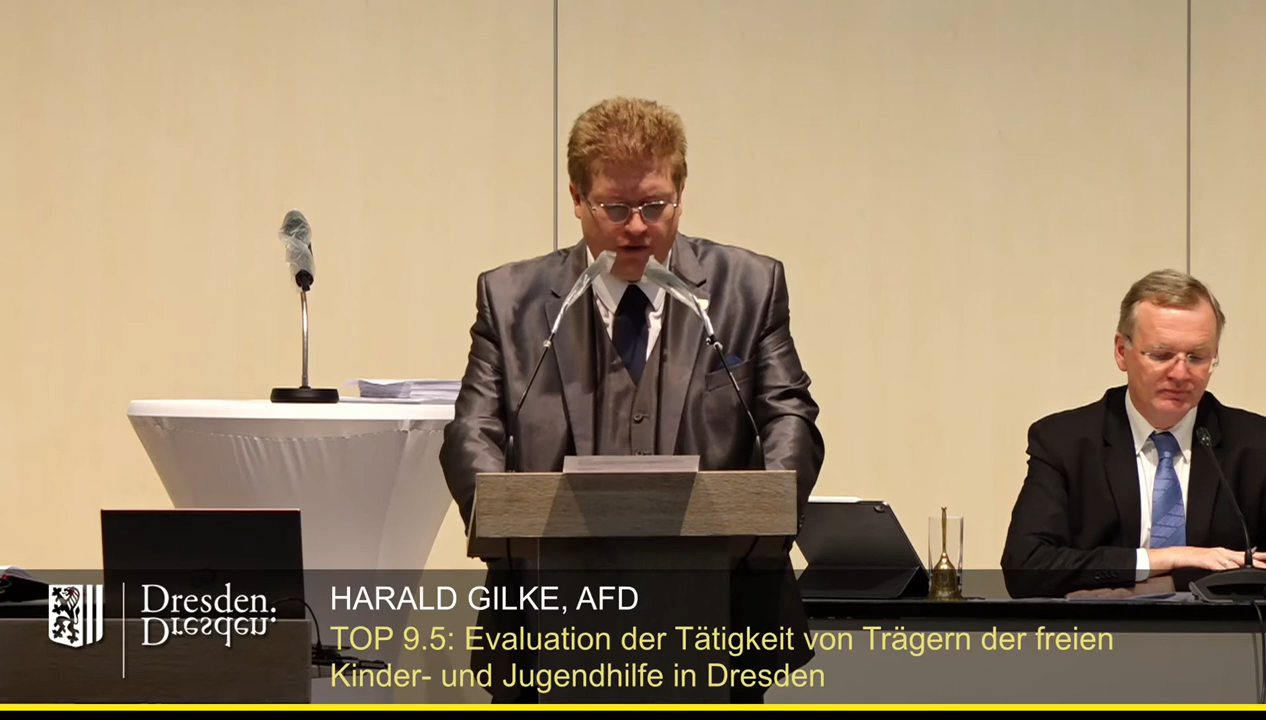 Dresden.
Dresden.
HARALD GILKE, AFD
TOP 9.5: Evaluation der Tätigkeit von Trägern der freien
Kinder- und Jugendhilfe in Dresden